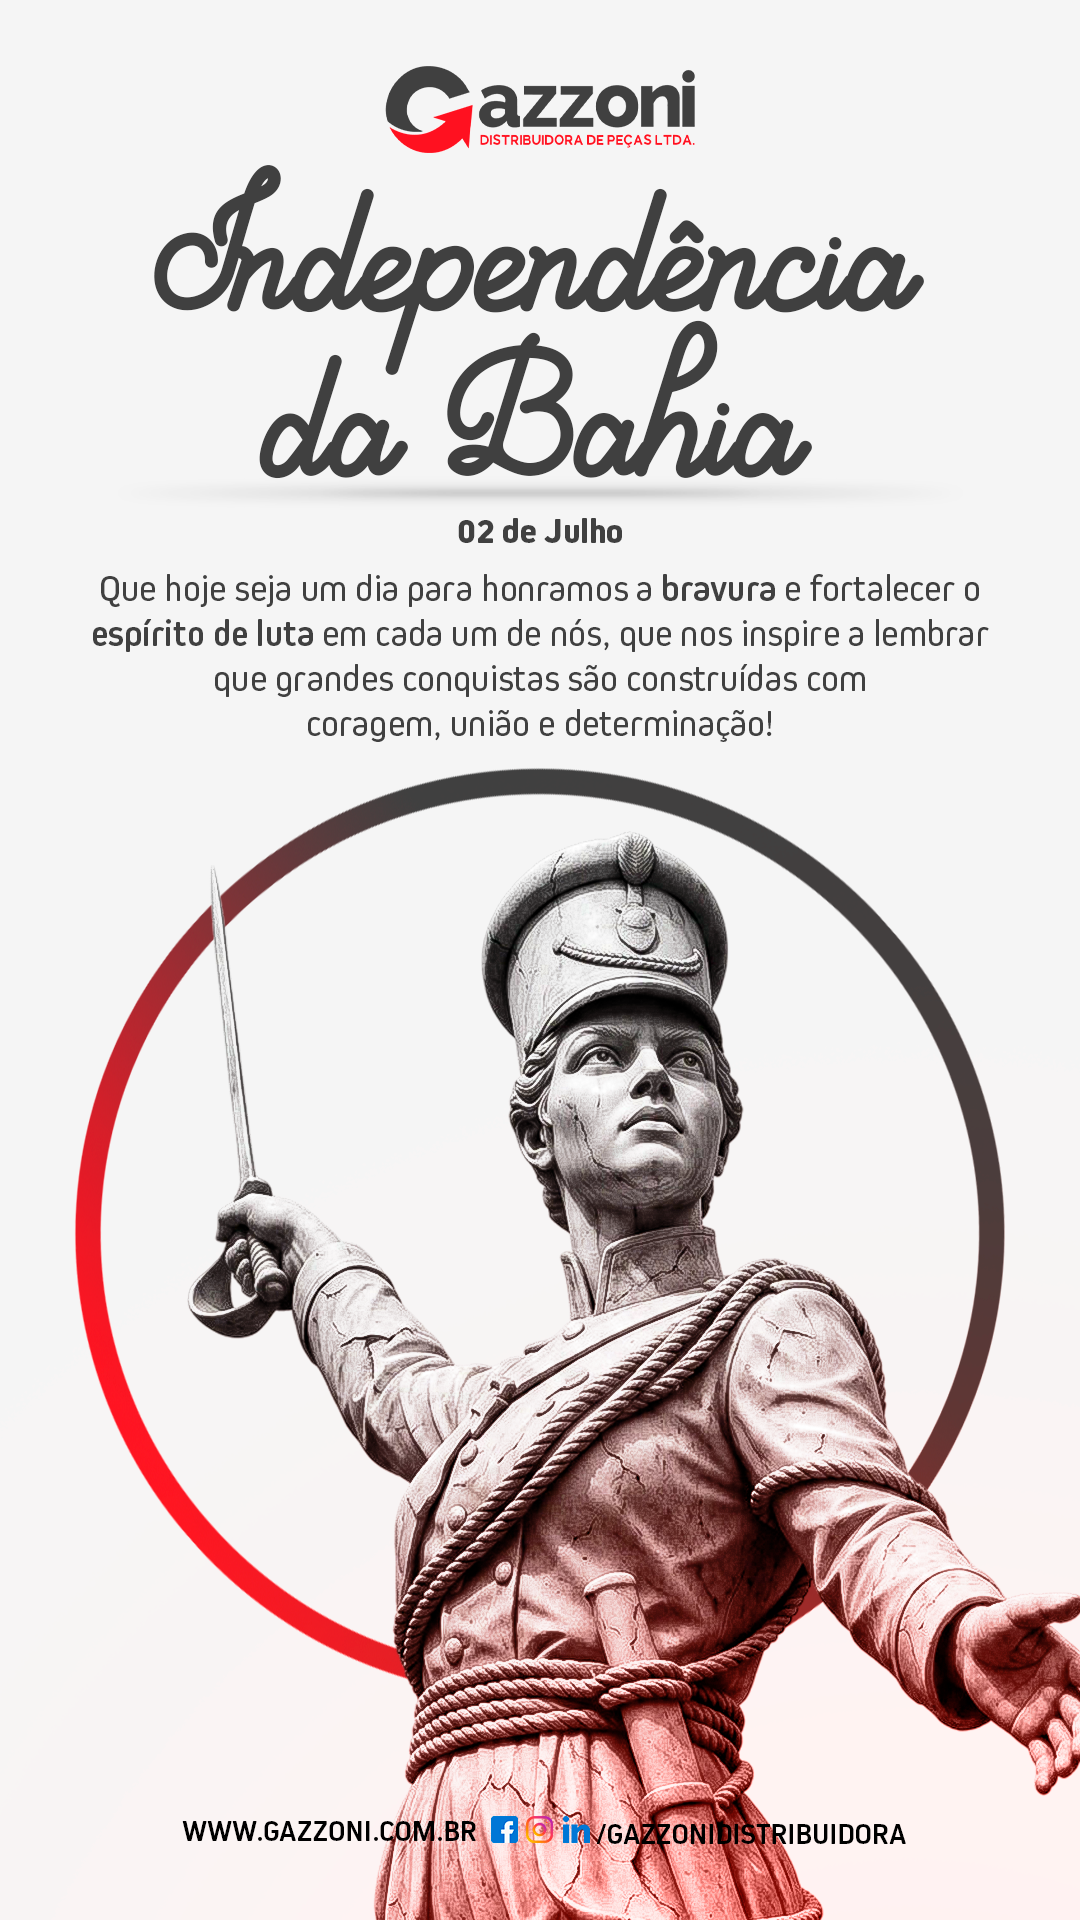 Gazzoni
DISTRIBUIDORA DE PEÇAS LTDA.
Independência
da Bahia
02 de Julho
Que hoje seja um dia para honramos a bravura e fortalecer o
espírito de luta em cada um de nós, que nos inspire a lembrar
que grandes conquistas são construídas com
coragem, união e determinação!
WWW.GAZZONI.COM.BR /GAZZONIDISTRIBUIDORA